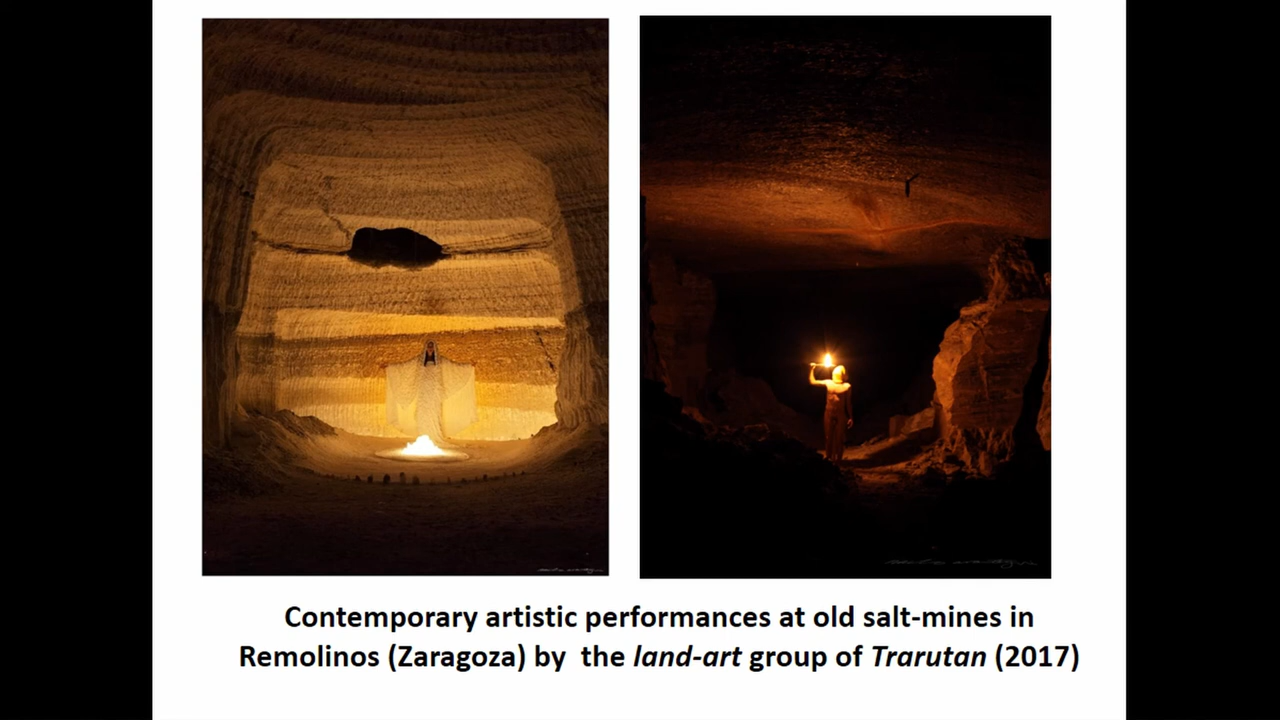 Contemporary artistic performances at old salt-mines in
Remolinos (Zaragoza) by the land-art group of Trarutan (2017)